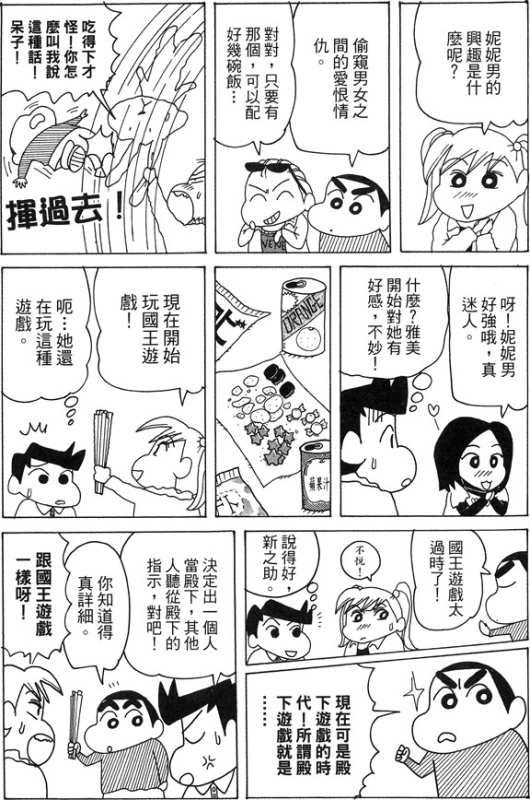 妮妮男的
興趣是什
麼呢?
偷窺男女之
間的愛恨情
仇。
對對,只要有
那個,可以配
好幾碗飯…
吃得下才
怪!你怎
麼叫我說
這種話!
呆子!
揮過去!
呀!妮妮男
好強哦,真
迷人。
什麼?雅美
開始對她有
好感,不妙!
ORANGE
蘋果汁
現在開始
玩國王遊
戲!
呃…她還
在玩這種
遊戲。
國王遊戲太
過時了!
不悅!
說得好,
新之助。
現在可是殿
下遊戲的時
代!所謂殿
下遊戲就是
……
決定出一個人
當殿下,其他
人聽從殿下的
指示,對吧!
你知道得
真詳細。
跟國王遊戲
一樣呀!